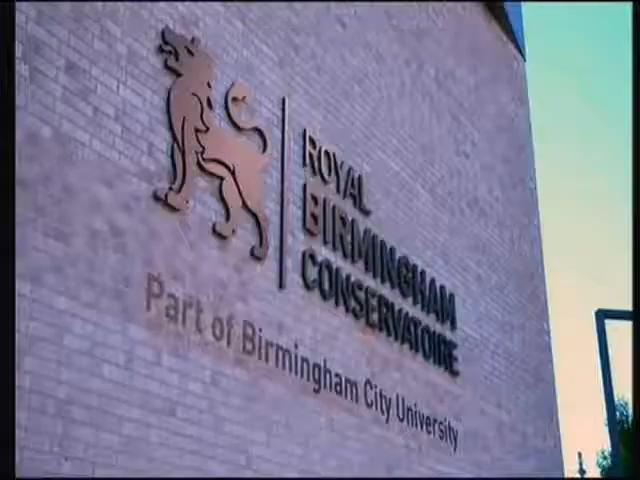 ROYAL
BIRMINGHAM
CONSERVATOIRE
Part of Birmingham City University